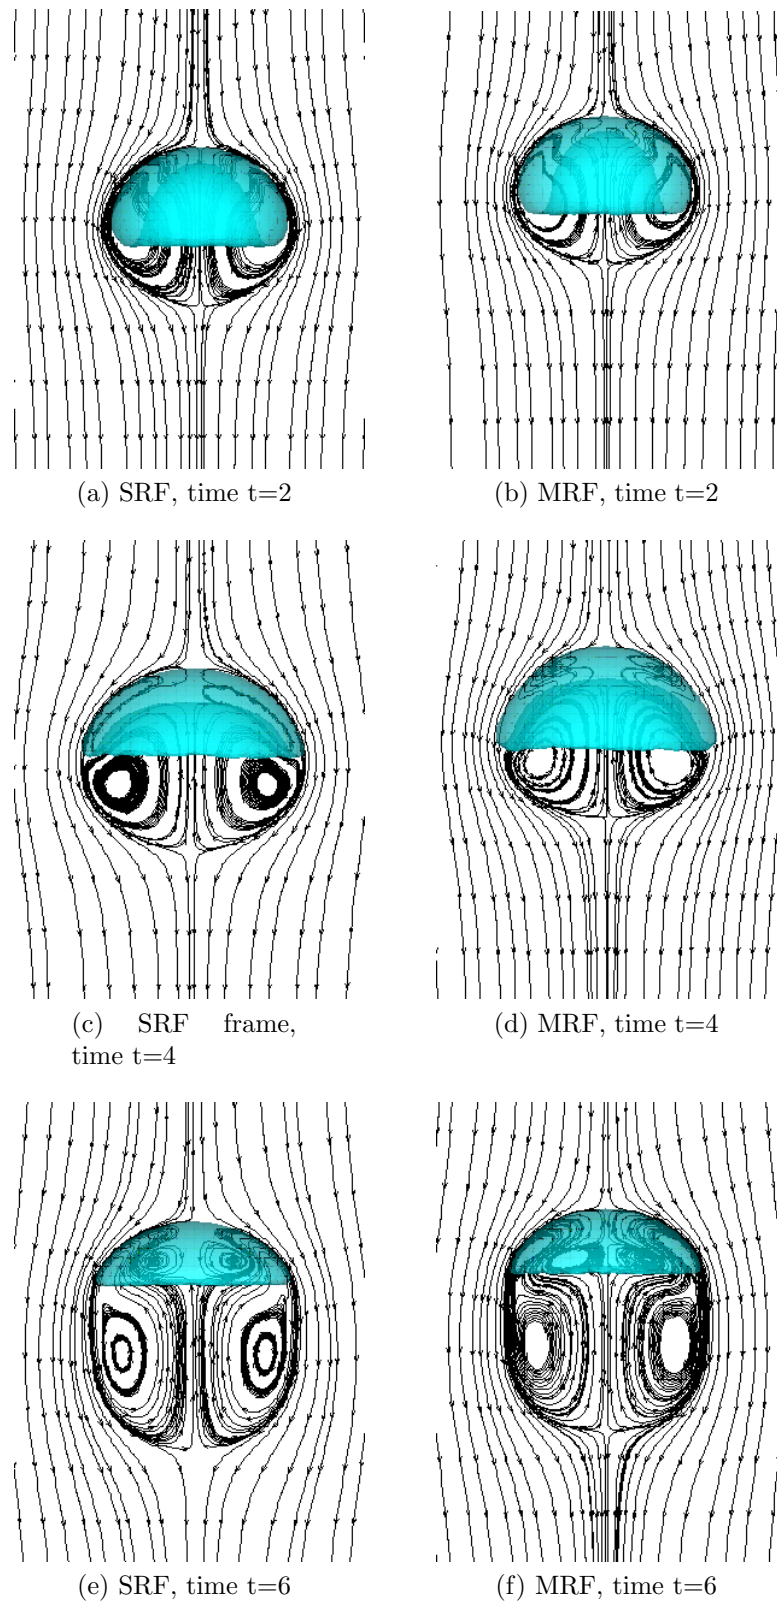 (a) SRF, time t=2
(b) MRF, time t=2
(c) SRF frame,
time t=4
(d) MRF, time t=4
(e) SRF, time t=6
(f) MRF, time t=6